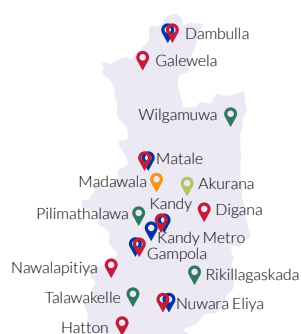 Dambulla
Galewela
Wilgamuwa
Matale
Madawala
Akurana
Kandy
Pilimathalawa
Digana
Kandy Metro
Gampola
Nawalapitiya
Rikillagaskada
Talawakelle
Nuwara Eliya
Hatton